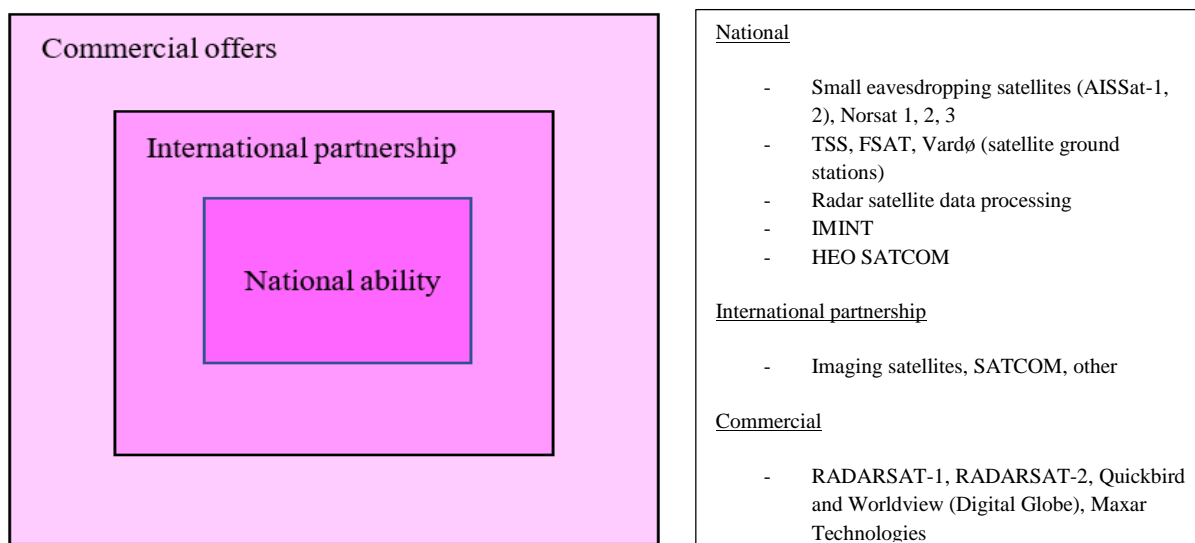 Commercial offers
International partnership
National ability
National
- Small eavesdropping satellites (AISSat-1,
2), Norsat 1, 2, 3
- TSS, FSAT, Vardø (satellite ground
stations)
- Radar satellite data processing
- IMINT
- HEO SATCOM
International partnership
- Imaging satellites, SATCOM, other
Commercial
- RADARSAT-1, RADARSAT-2, Quickbird
and Worldview (Digital Globe), Maxar
Technologies